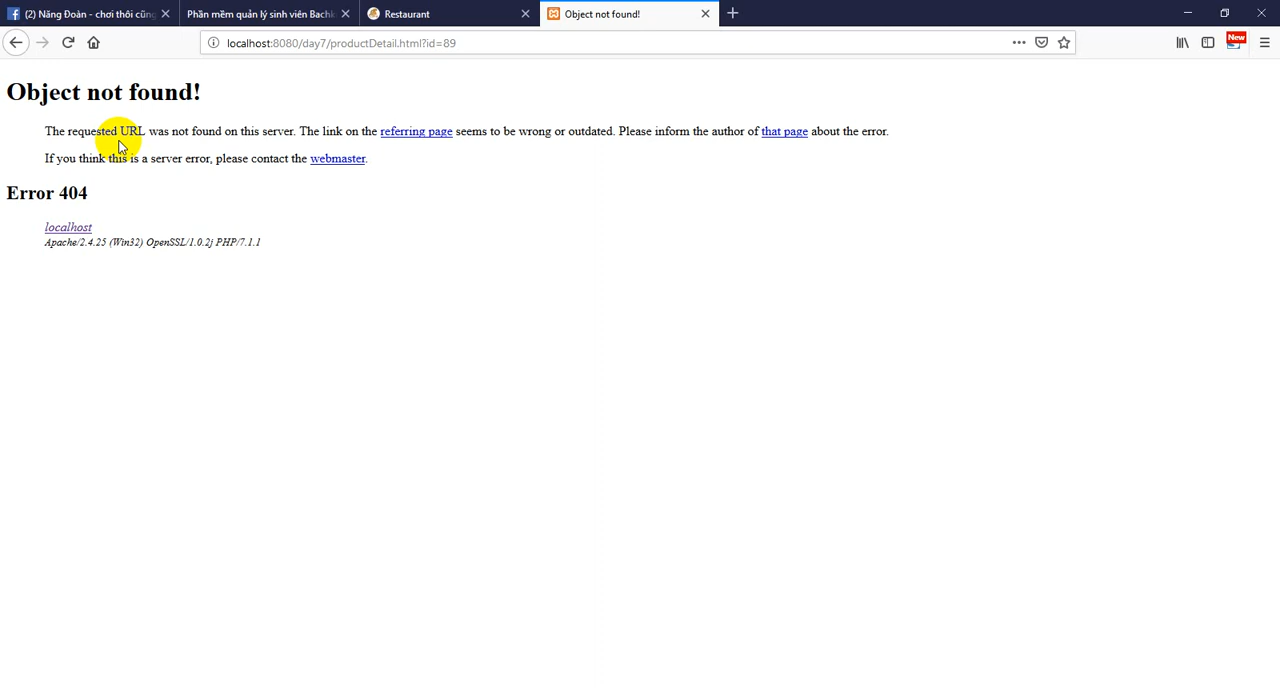 (2) Năng Đoàn - chơi thôi cũng
Phần mềm quản lý sinh viên Bachk
Restaurant
Object not found!
localhost:8080/day7/productDetail.html?id=89
New
Object not found!
The requested URL was not found on this server. The link on the referring page seems to be wrong or outdated. Please inform the author of that page about the error.
If you think this is a server error, please contact the webmaster.
Error 404
localhost
Apache/2.4.25 (Win32) OpenSSL/1.0.2j PHP/7.1.1